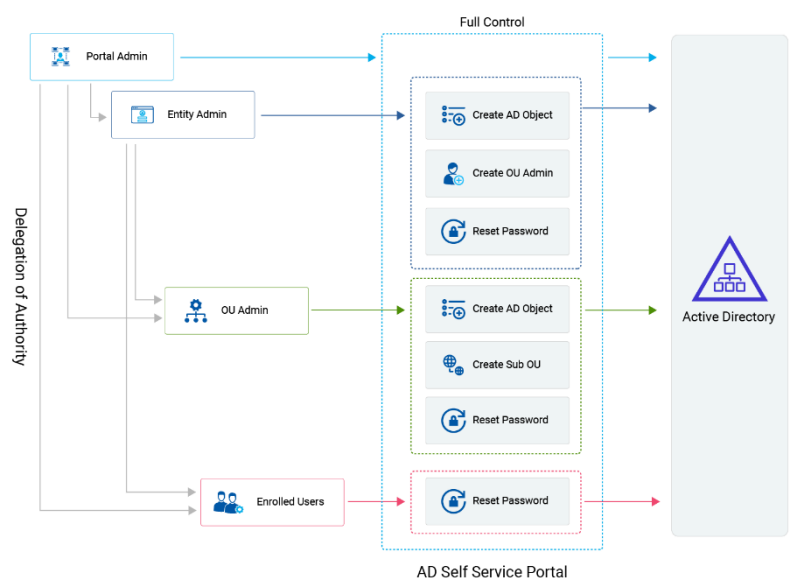 Full Control
Portal Admin
Entity Admin
Create AD Object
Create OU Admin
Reset Password
Delegation of Authority
OU Admin
Create AD Object
Create Sub OU
Reset Password
Active Directory
Enrolled Users
Reset Password
AD Self Service Portal